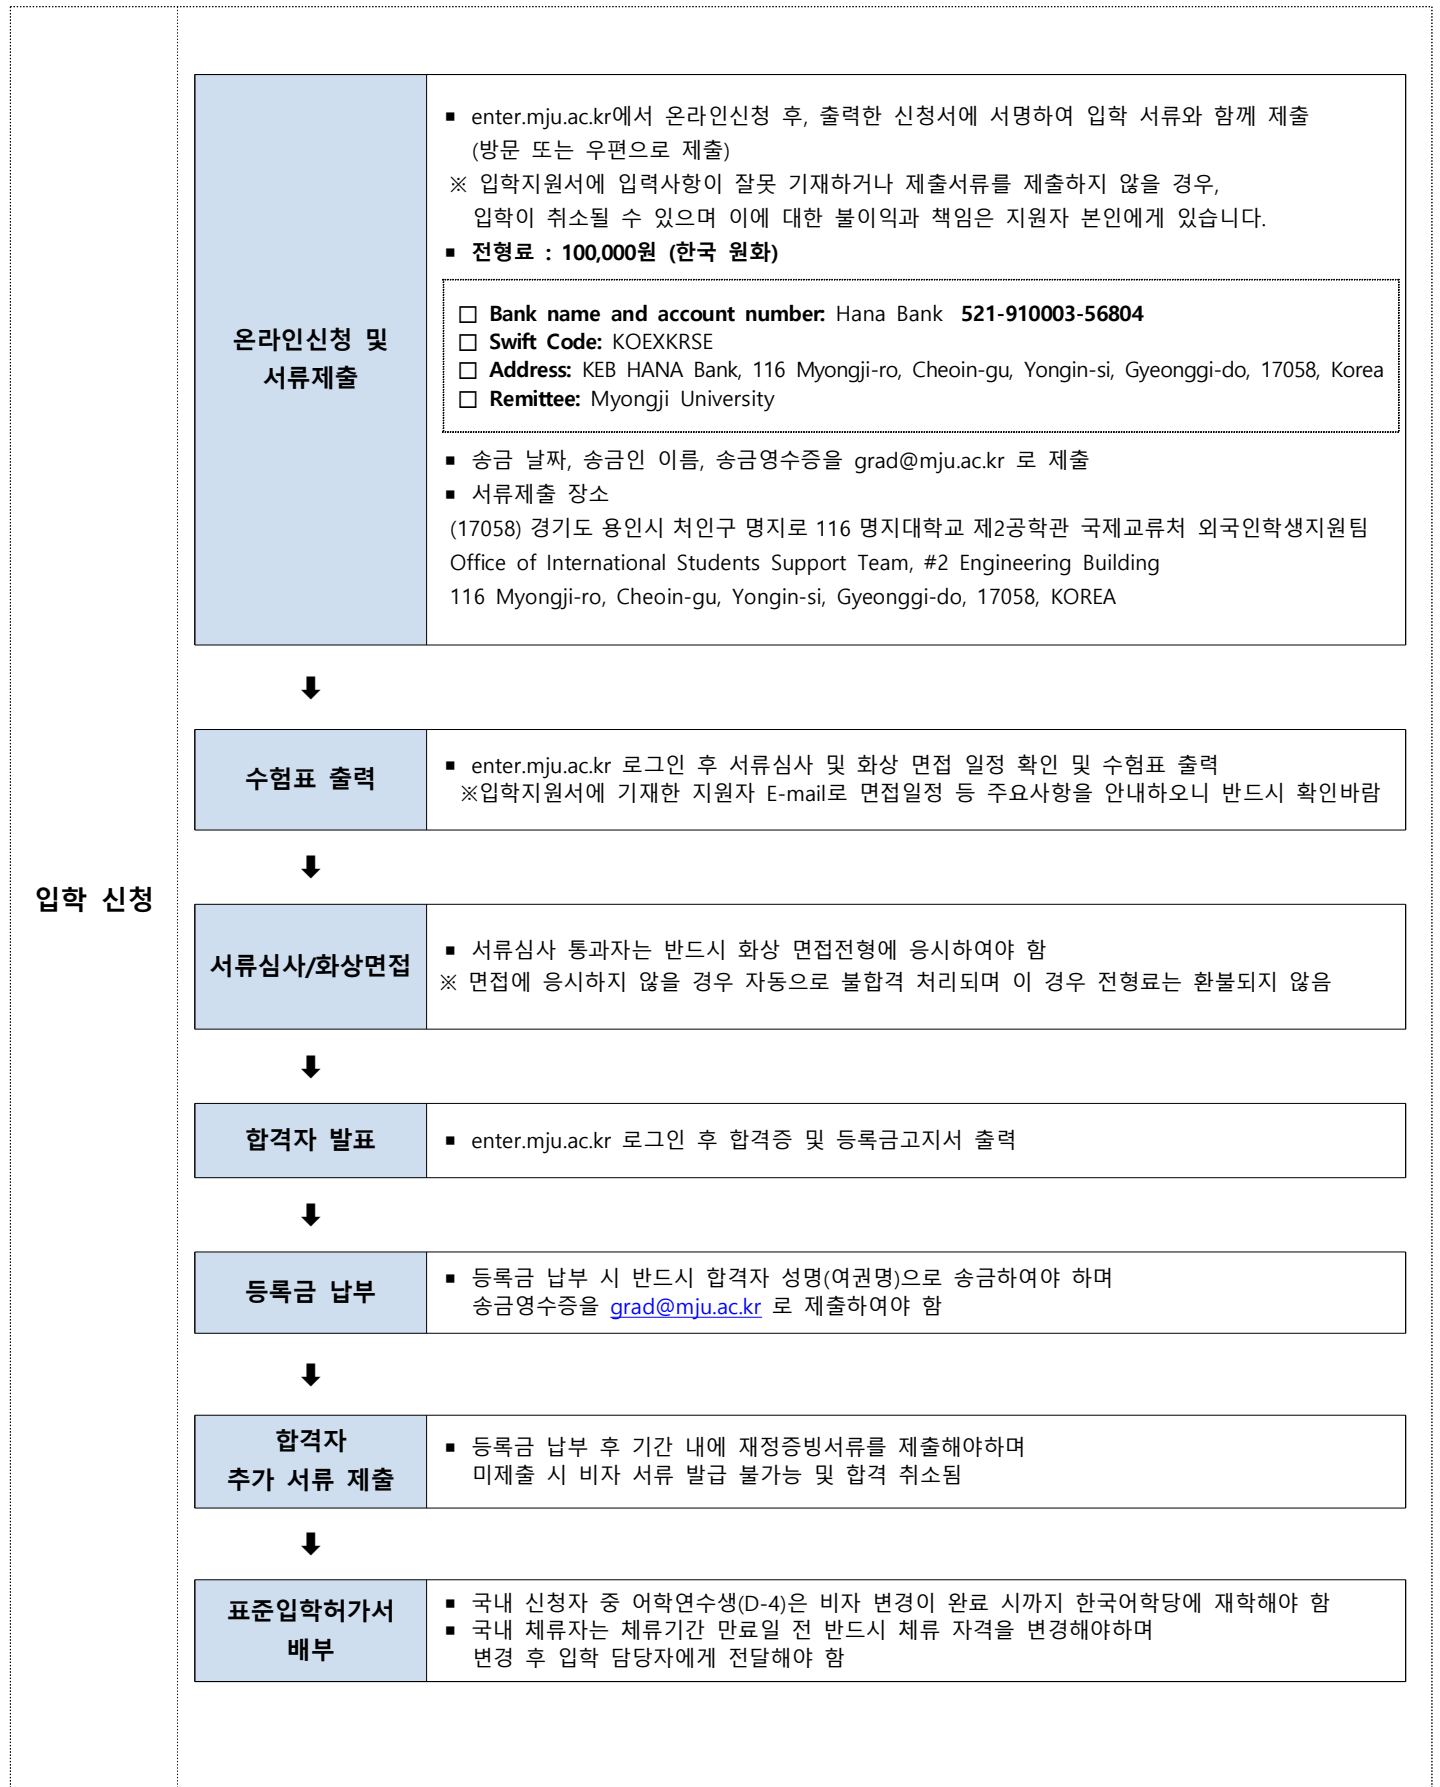 입학 신청
온라인신청 및
서류제출
▪ enter.mju.ac.kr에서 온라인신청 후, 출력한 신청서에 서명하여 입학 서류와 함께 제출
(방문 또는 우편으로 제출)
※ 입학지원서에 입력사항이 잘못 기재하거나 제출서류를 제출하지 않을 경우,
입학이 취소될 수 있으며 이에 대한 불이익과 책임은 지원자 본인에게 있습니다.
▪ 전형료 : 100,000원 (한국 원화)
□ Bank name and account number: Hana Bank 521-910003-56804
□ Swift Code: KOEXKRSE
□ Address: KEB HANA Bank, 116 Myongji-ro, Cheoin-gu, Yongin-si, Gyeonggi-do, 17058, Korea
□ Remittee: Myongji University
▪ 송금 날짜, 송금인 이름, 송금영수증을 grad@mju.ac.kr 로 제출
▪ 서류제출 장소
(17058) 경기도 용인시 처인구 명지로 116 명지대학교 제2공학관 국제교류처 외국인학생지원팀
Office of International Students Support Team, #2 Engineering Building
116 Myongji-ro, Cheoin-gu, Yongin-si, Gyeonggi-do, 17058, KOREA
수험표 출력
▪ enter.mju.ac.kr 로그인 후 서류심사 및 화상 면접 일정 확인 및 수험표 출력
※입학지원서에 기재한 지원자 E-mail로 면접일정 등 주요사항을 안내하오니 반드시 확인바람
서류심사/화상면접
▪ 서류심사 통과자는 반드시 화상 면접전형에 응시하여야 함
※ 면접에 응시하지 않을 경우 자동으로 불합격 처리되며 이 경우 전형료는 환불되지 않음
합격자 발표
▪ enter.mju.ac.kr 로그인 후 합격증 및 등록금고지서 출력
등록금 납부
▪ 등록금 납부 시 반드시 합격자 성명(여권명)으로 송금하여야 하며
송금영수증을 grad@mju.ac.kr 로 제출하여야 함
합격자
추가 서류 제출
▪ 등록금 납부 후 기간 내에 재정증빙서류를 제출해야하며
미제출 시 비자 서류 발급 불가능 및 합격 취소됨
표준입학허가서
배부
▪ 국내 신청자 중 어학연수생(D-4)은 비자 변경이 완료 시까지 한국어학당에 재학해야 함
▪ 국내 체류자는 체류기간 만료일 전 반드시 체류 자격을 변경해야하며
변경 후 입학 담당자에게 전달해야 함